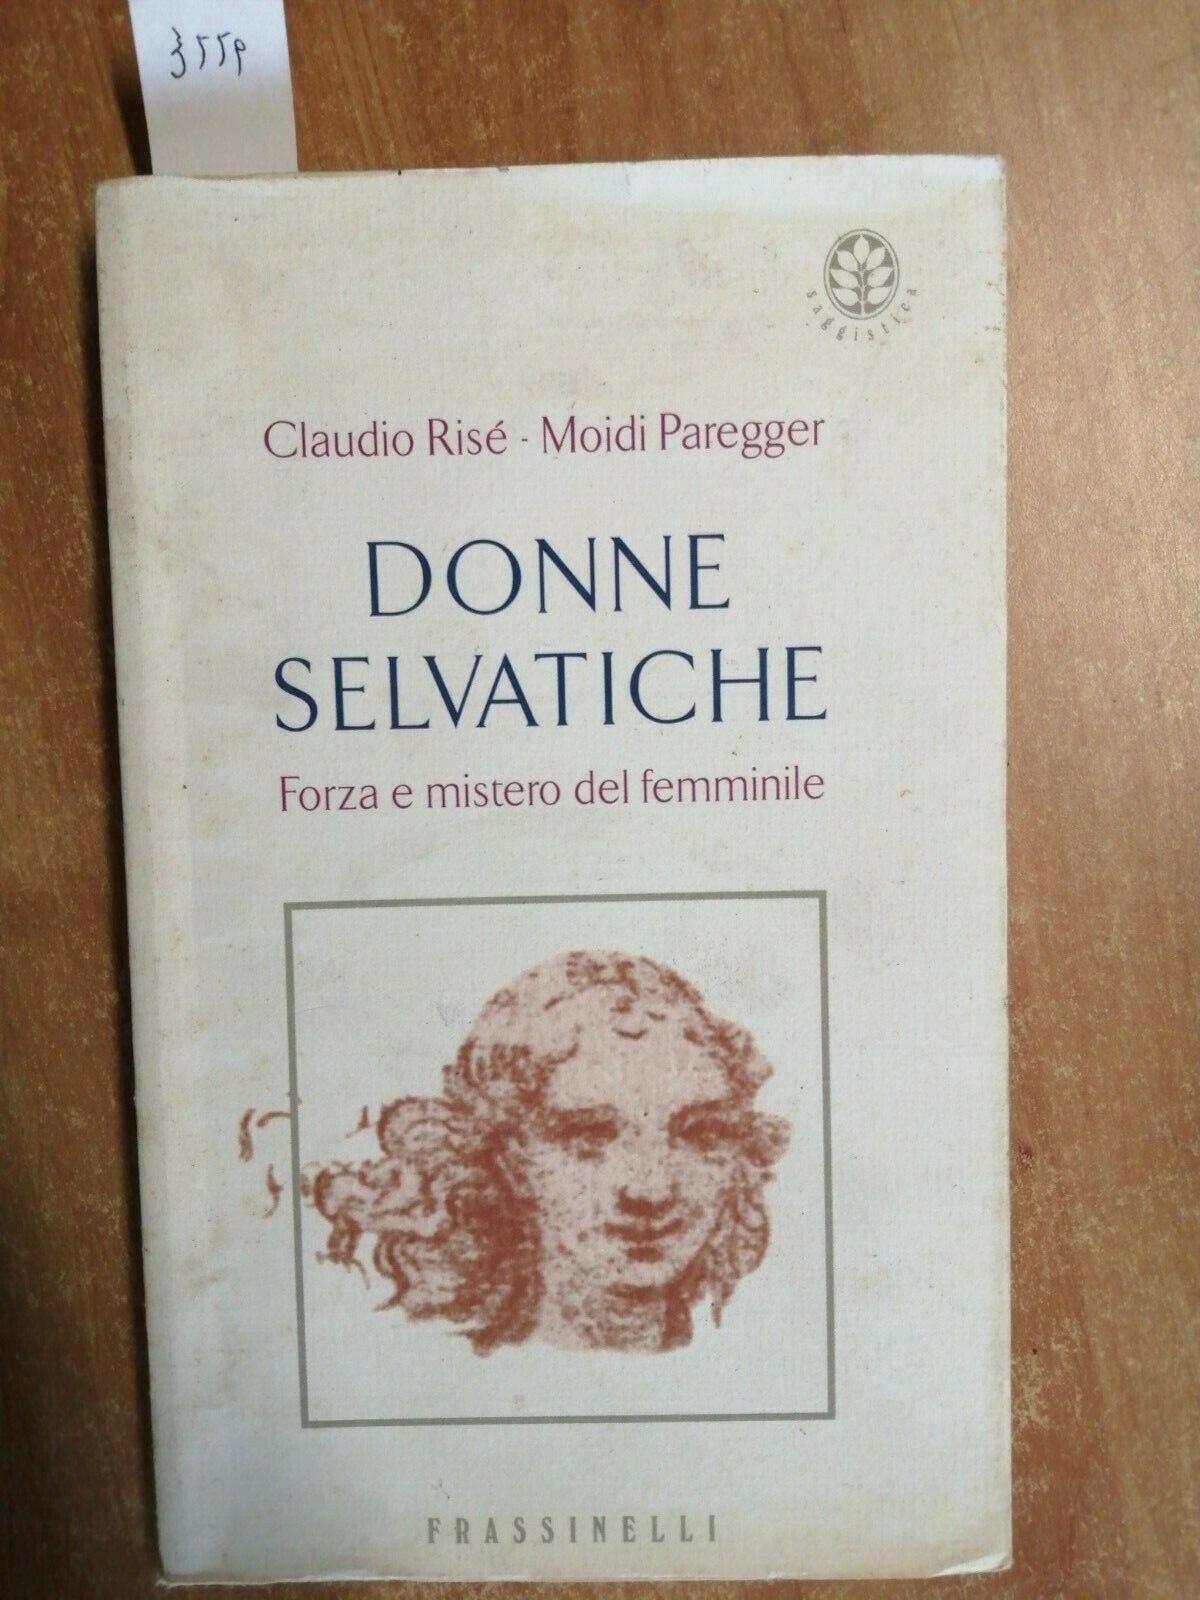 3559
saggistica
Claudio Risé - Moidi Paregger
DONNE
SELVATICHE
Forza e mistero del femminile
FRASSINELLI